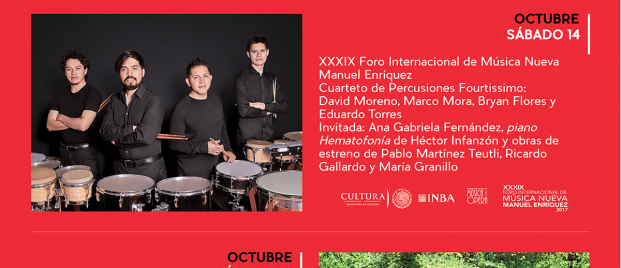 OCTUBRE
SÁBADO 14
XXXIX Foro Internacional de Música Nueva
Manuel Enríquez
Cuarteto de Percusiones Fourtissimo:
David Moreno, Marco Mora, Bryan Flores y
Eduardo Torres
Invitada: Ana Gabriela Fernández, piano
Hematofonía de Héctor Infanzón y obras de
estreno de Pablo Martínez Teutli, Ricardo
Gallardo y María Granillo
CULTURA
INBA
MÚSICA Y
ÓPERA
XXXIX
FORO INTERNACIONAL DE
MÚSICA NUEVA
MANUEL ENRÍQUEZ
2017
OCTUBRE